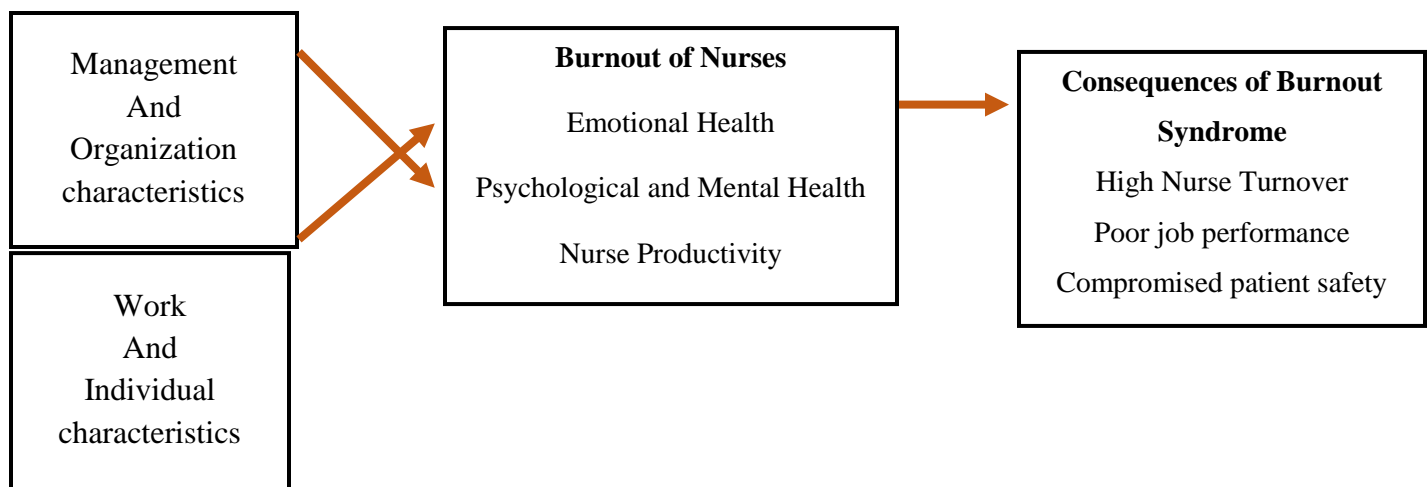 Management
And
Organization
characteristics
Work
And
Individual
characteristics
Burnout of Nurses
Emotional Health
Psychological and Mental Health
Nurse Productivity
Consequences of Burnout
Syndrome
High Nurse Turnover
Poor job performance
Compromised patient safety